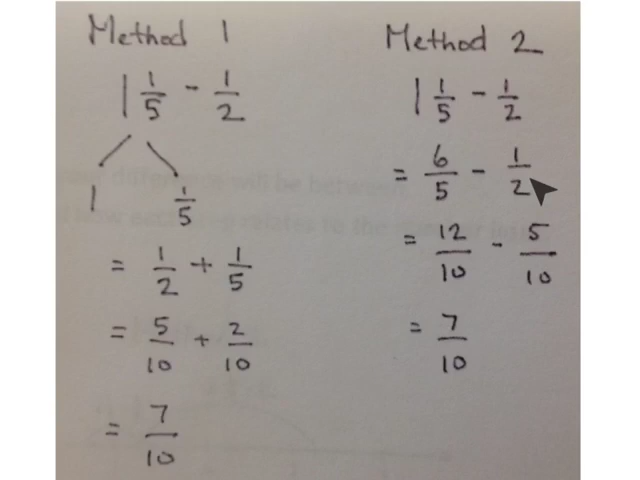 Method 1
1 1/5 - 1/2
1 1/5
= 1/2 + 1/5
= 5/10 + 2/10
= 7/10
Method 2
1 1/5 - 1/2
= 6/5 - 1/2
= 12/10 - 5/10
= 7/10